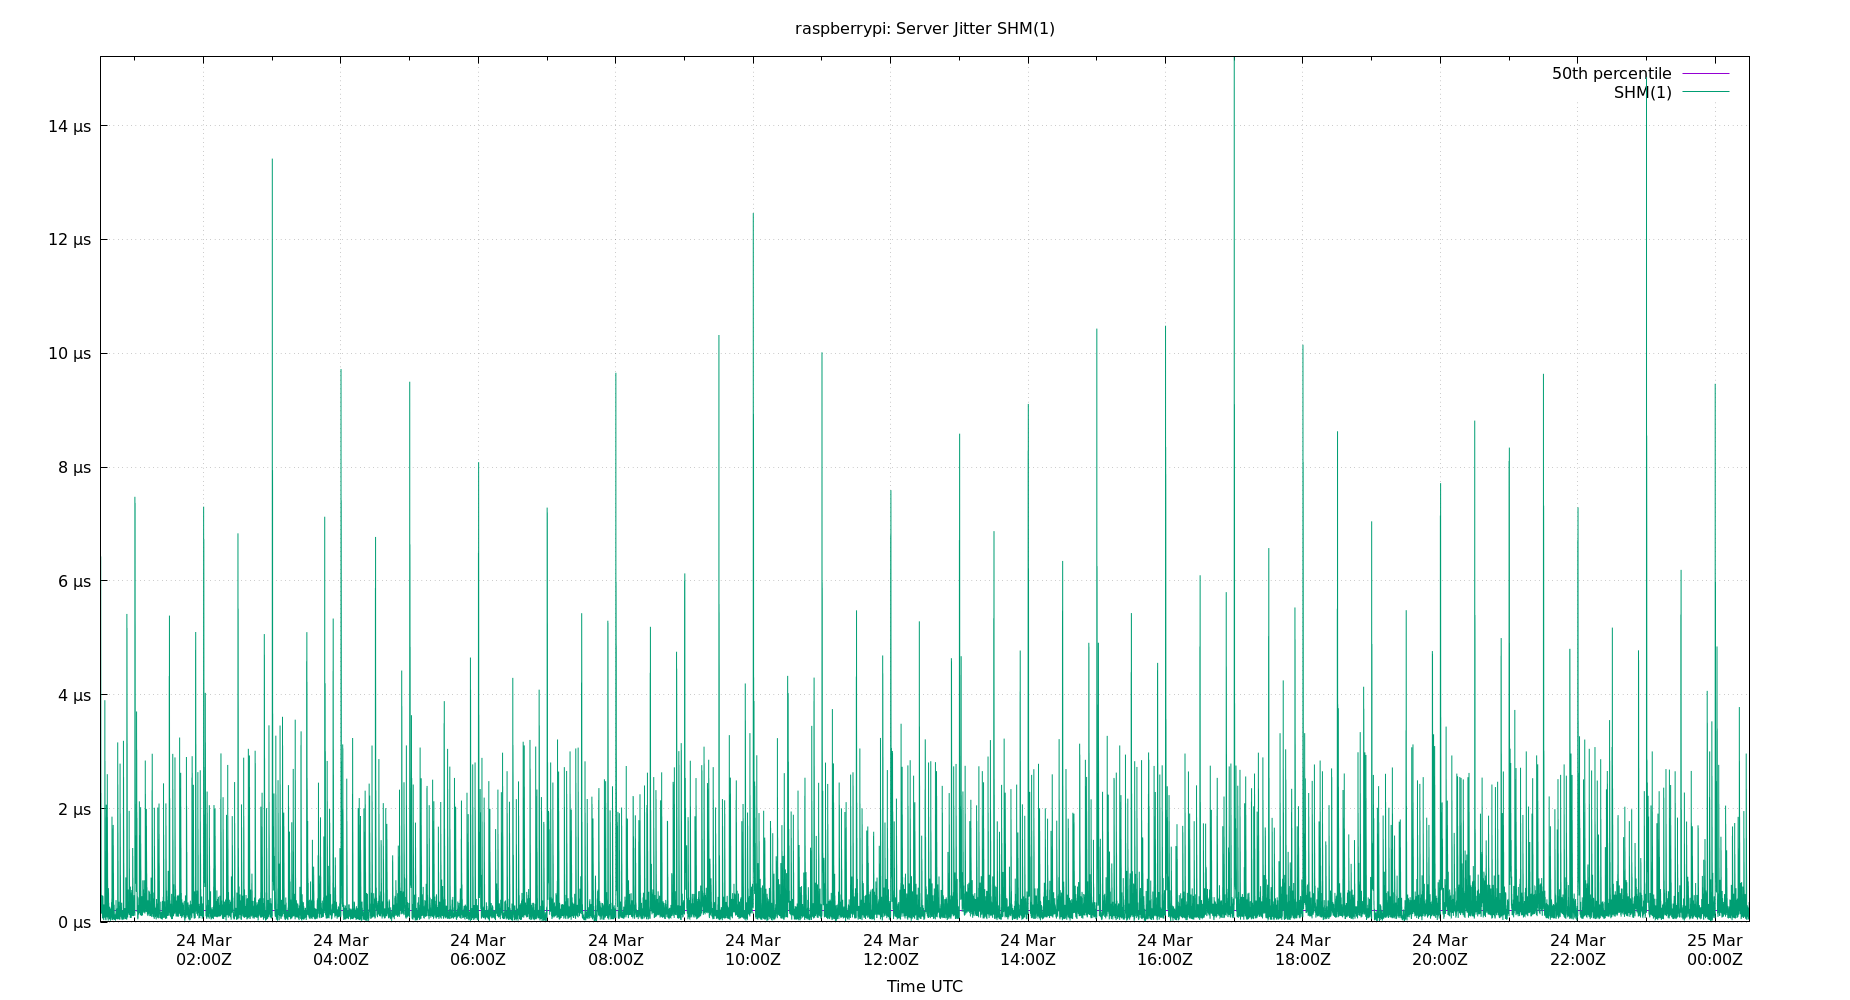 raspberrypi: Server Jitter SHM(1)
50th percentile
SHM(1)
14 µs
12 µs
10 µs
8 µs
6 µs
4 µs
2 µs
0 µs
24 Mar 24 Mar 24 Mar 24 Mar 24 Mar 24 Mar 24 Mar 24 Mar 24 Mar 24 Mar 24 Mar 25 Mar
02:00Z 04:00Z 06:00Z 08:00Z 10:00Z 12:00Z 14:00Z 16:00Z 18:00Z 20:00Z 22:00Z 00:00Z
Time UTC